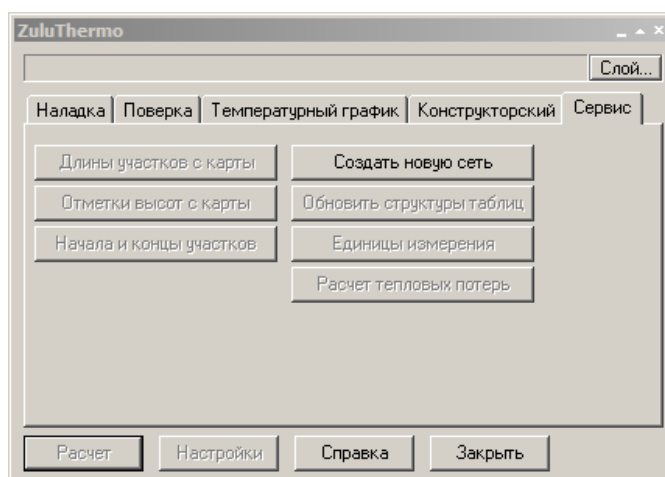 ZuluThermo
Слой...
Наладка Поверка Температурный график Конструкторский Сервис
Длины участков с карты Создать новую сеть
Отметки высот с карты Обновить структуры таблиц
Начала и концы участков Единицы измерения
Расчет тепловых потерь
Расчет Настройки Справка Закрыть